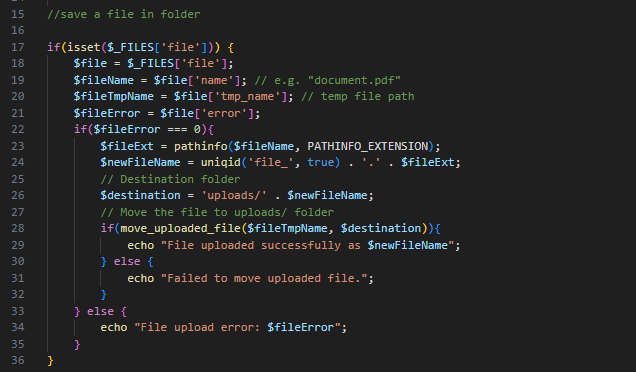 15 //save a file in folder
16
17 if(isset($_FILES['file'])) {
18     $file = $_FILES['file'];
19     $fileName = $file['name']; // e.g. "document.pdf"
20     $fileTmpName = $file['tmp_name']; // temp file path
21     $fileError = $file['error'];
22     if($fileError === 0){
23         $fileExt = pathinfo($fileName, PATHINFO_EXTENSION);
24         $newFileName = uniqid('file_', true) . '.' . $fileExt;
25         // Destination folder
26         $destination = 'uploads/' . $newFileName;
27         // Move the file to uploads/ folder
28         if(move_uploaded_file($fileTmpName, $destination)){
29             echo "File uploaded successfully as $newFileName";
30         } else {
31             echo "Failed to move uploaded file.";
32         }
33     } else {
34         echo "File upload error: $fileError";
35     }
36 }